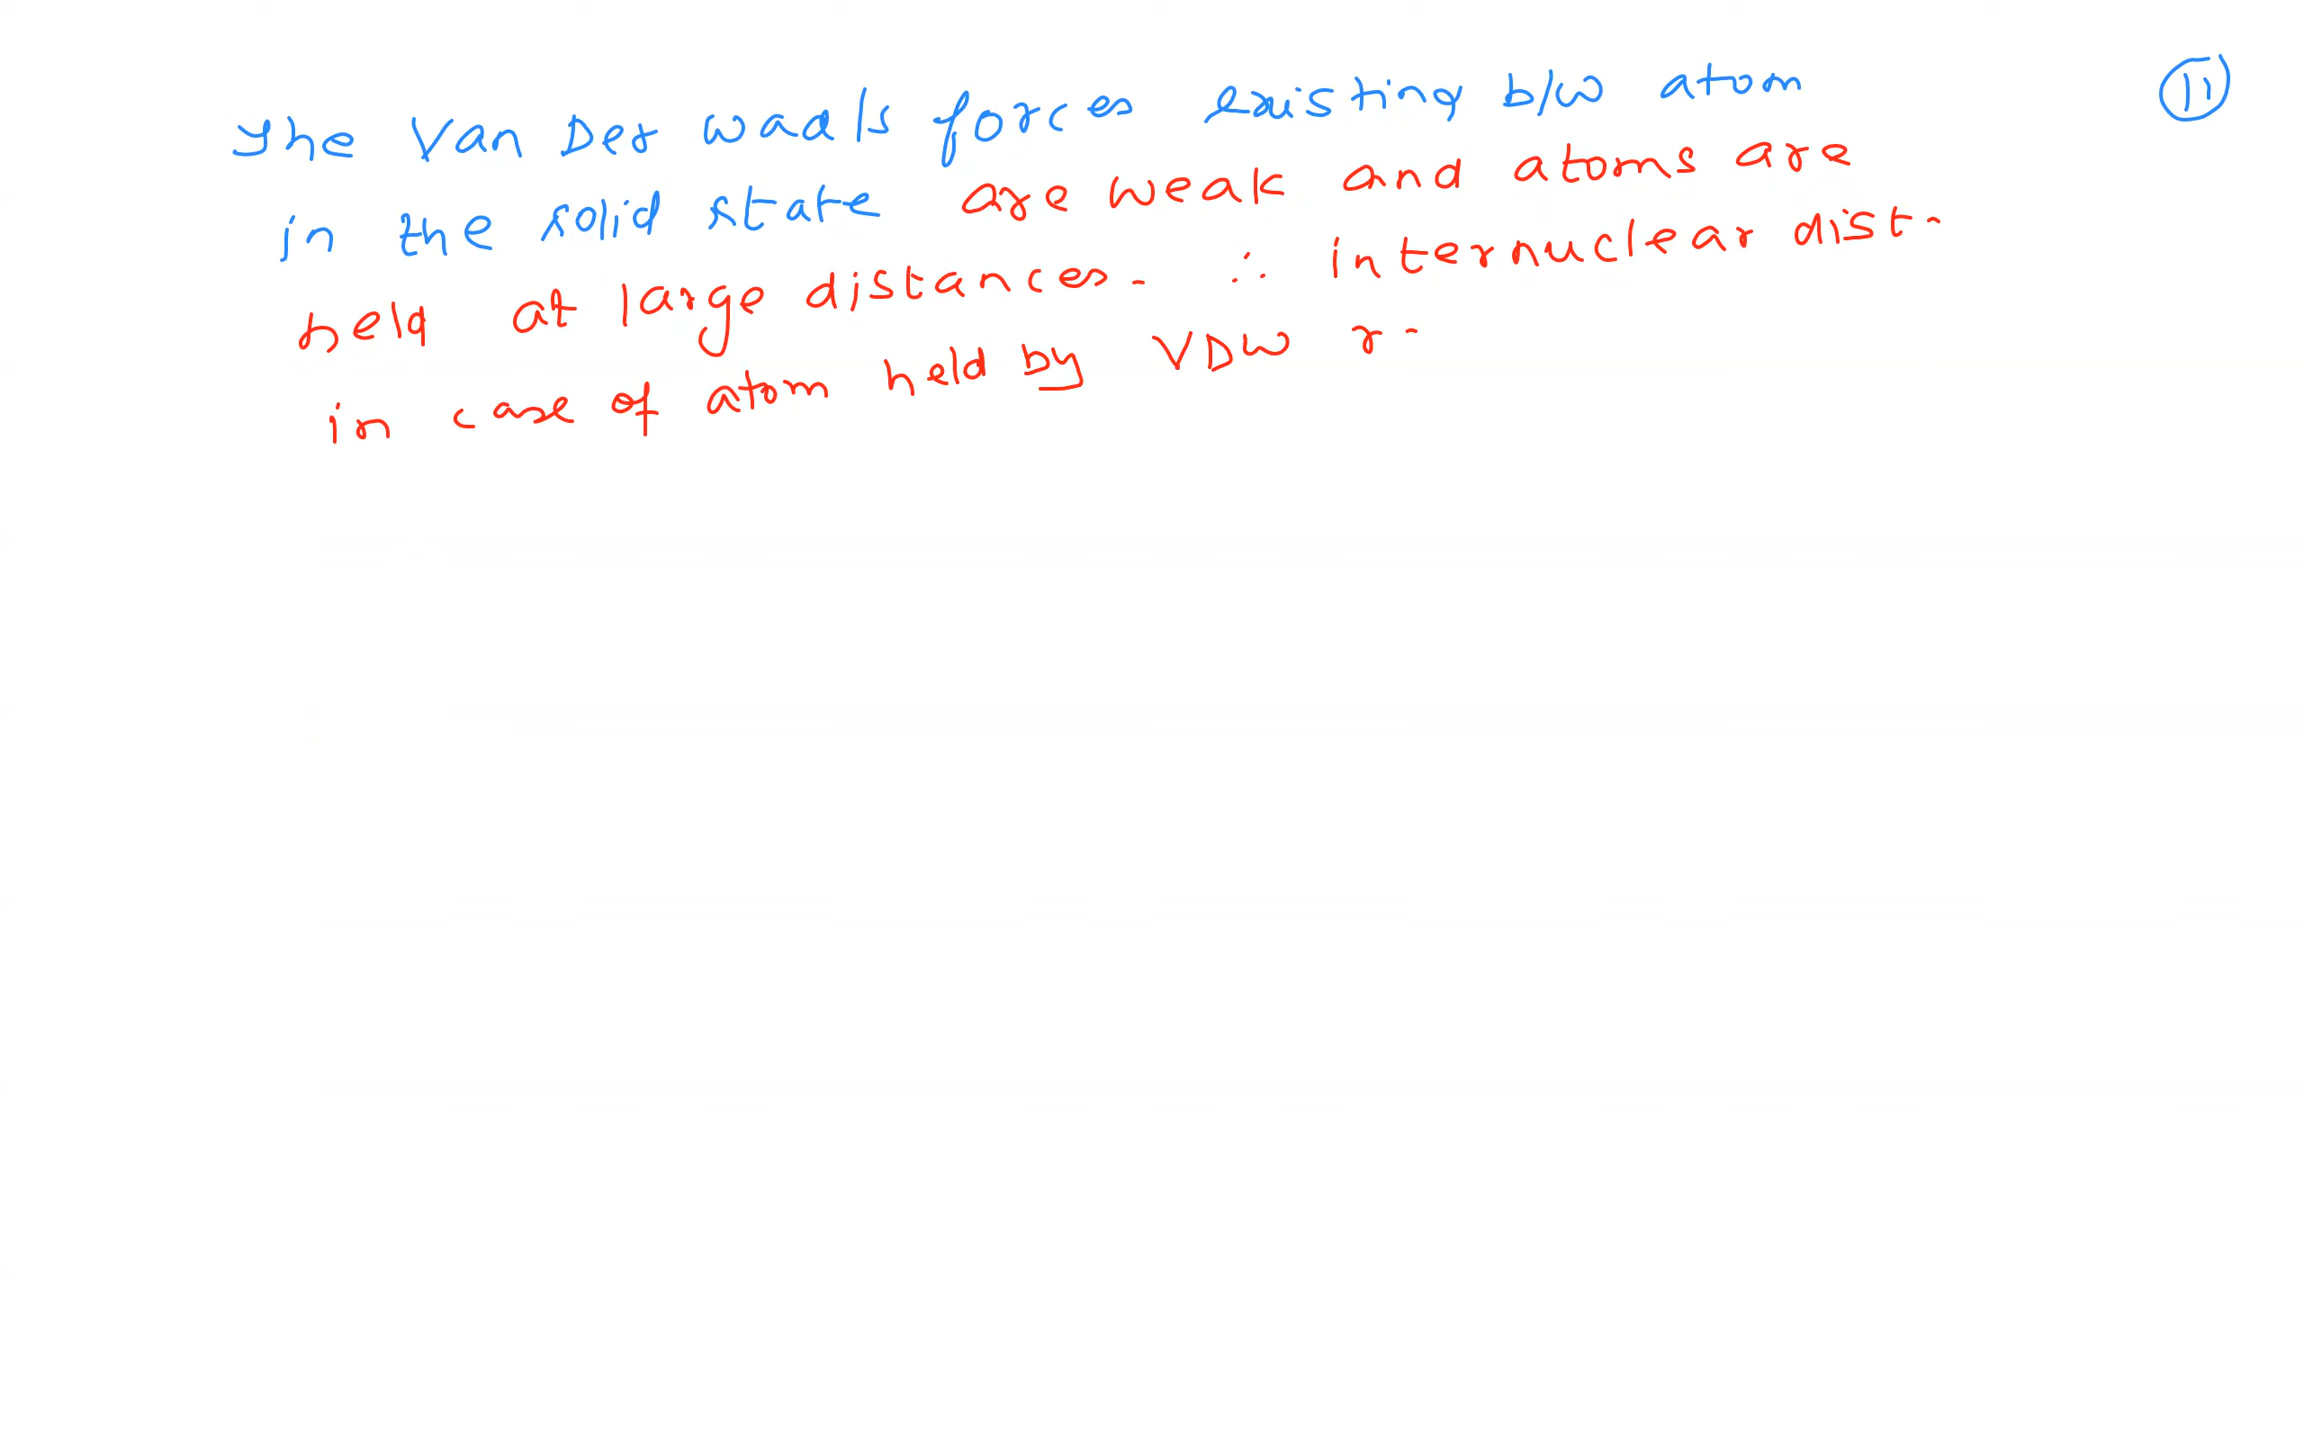 The Van Der waals forces existing b/w atom
11
in the solid state are weak and atoms are
held at large distances. ∴ internuclear dist.
in case of atom held by VDW r.